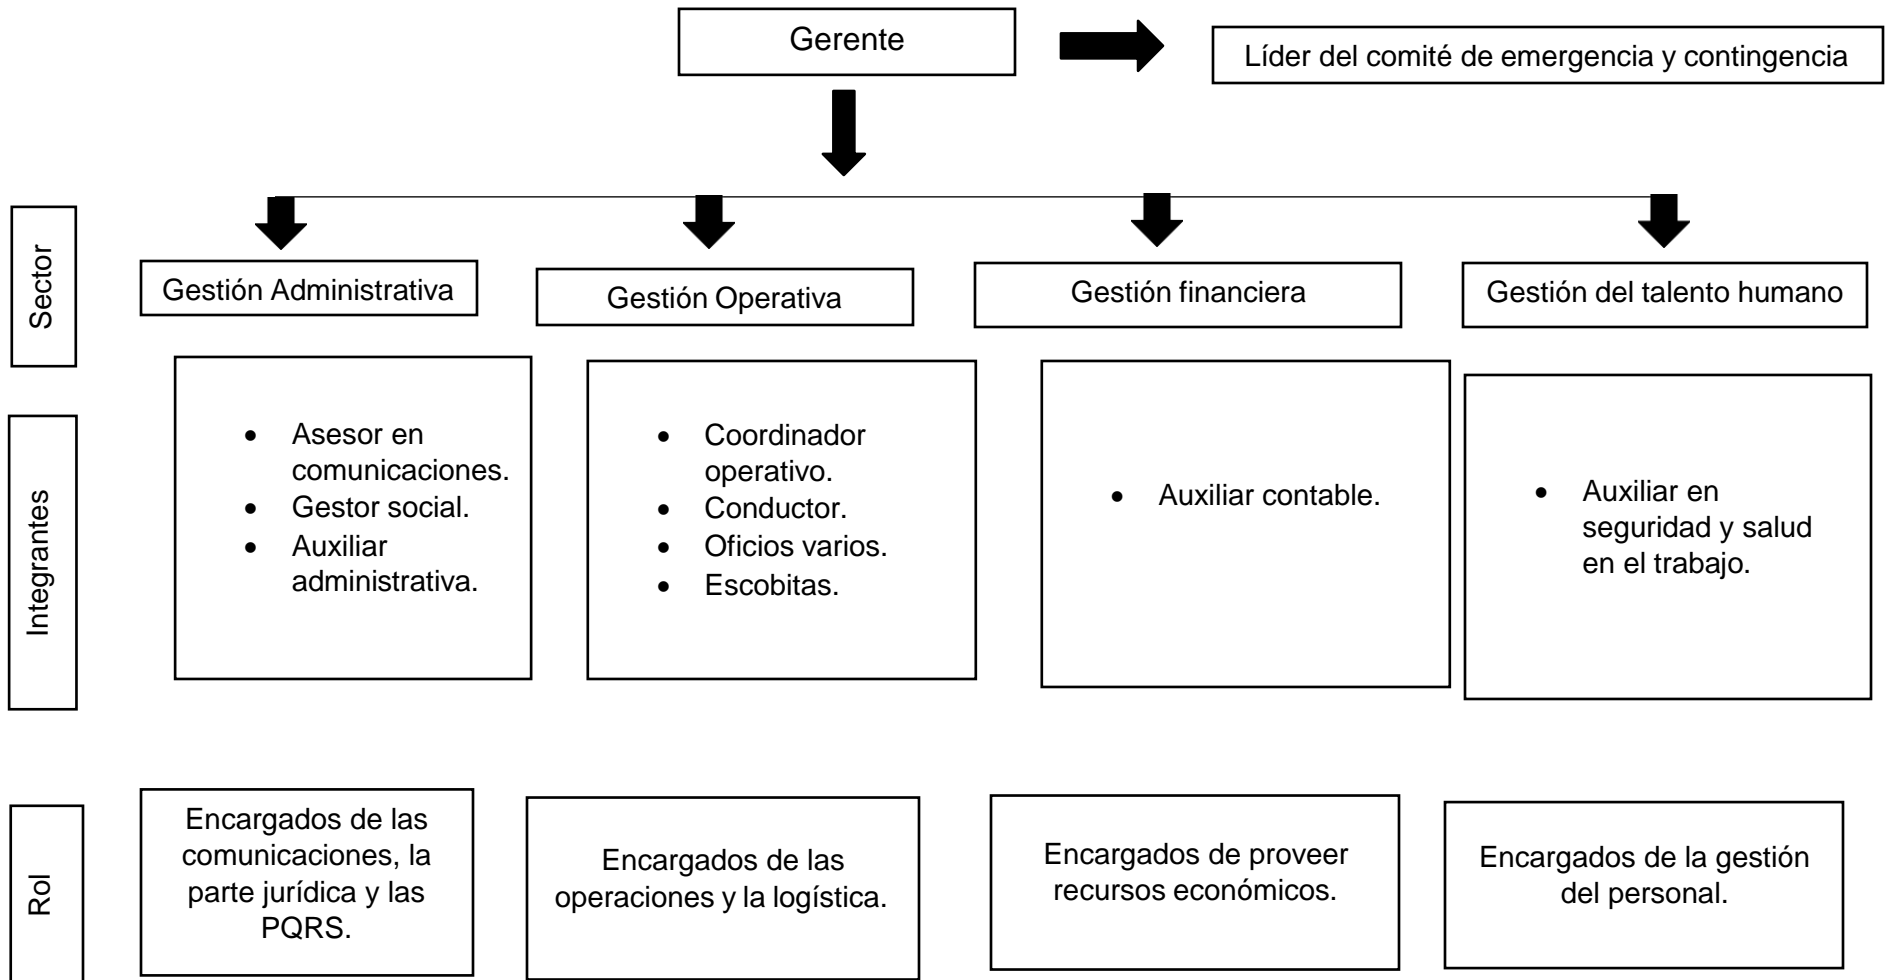 Gerente
Líder del comité de emergencia y contingencia
Sector
Gestión Administrativa
Gestión Operativa
Gestión financiera
Gestión del talento humano
Integrantes
• Asesor en
comunicaciones.
• Gestor social.
• Auxiliar
administrativa.
• Coordinador
operativo.
• Conductor.
• Oficios varios.
• Escobitas.
• Auxiliar contable.
• Auxiliar en
seguridad y salud
en el trabajo.
Rol
Encargados de las
comunicaciones, la
parte jurídica y las
PQRS.
Encargados de las
operaciones y la logística.
Encargados de proveer
recursos económicos.
Encargados de la gestión
del personal.